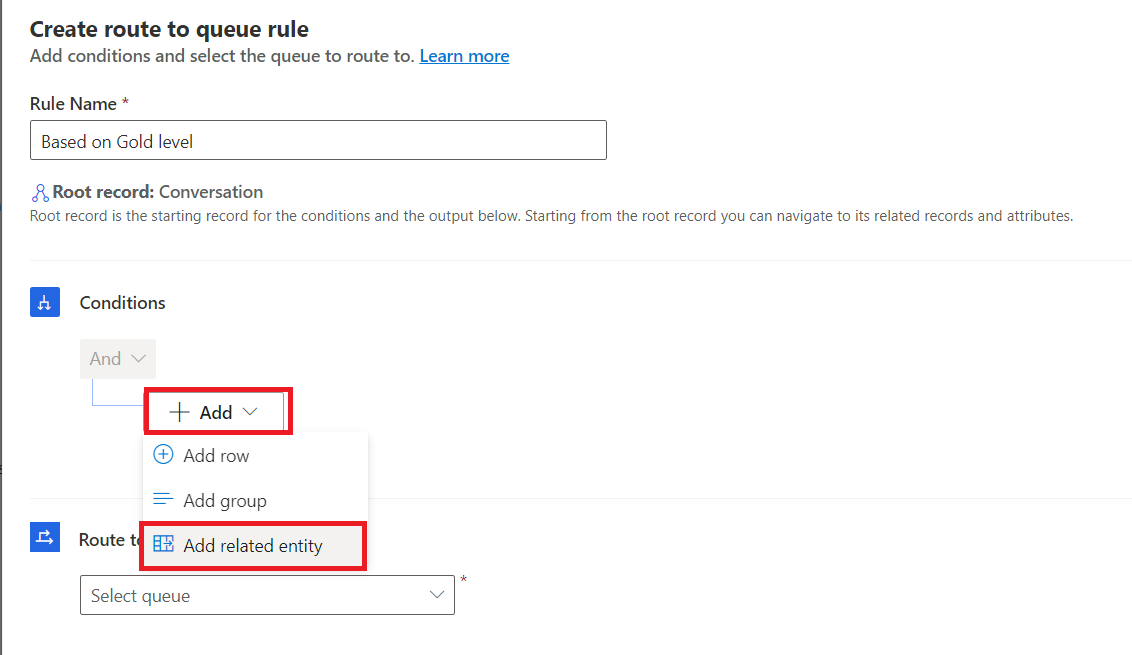 Create route to queue rule
Add conditions and select the queue to route to. Learn more
Rule Name *
Based on Gold level
Root record: Conversation
Root record is the starting record for the conditions and the output below. Starting from the root record you can navigate to its related records and attributes.
Conditions
And
Add
Add row
Add group
Add related entity
Route
Select queue *